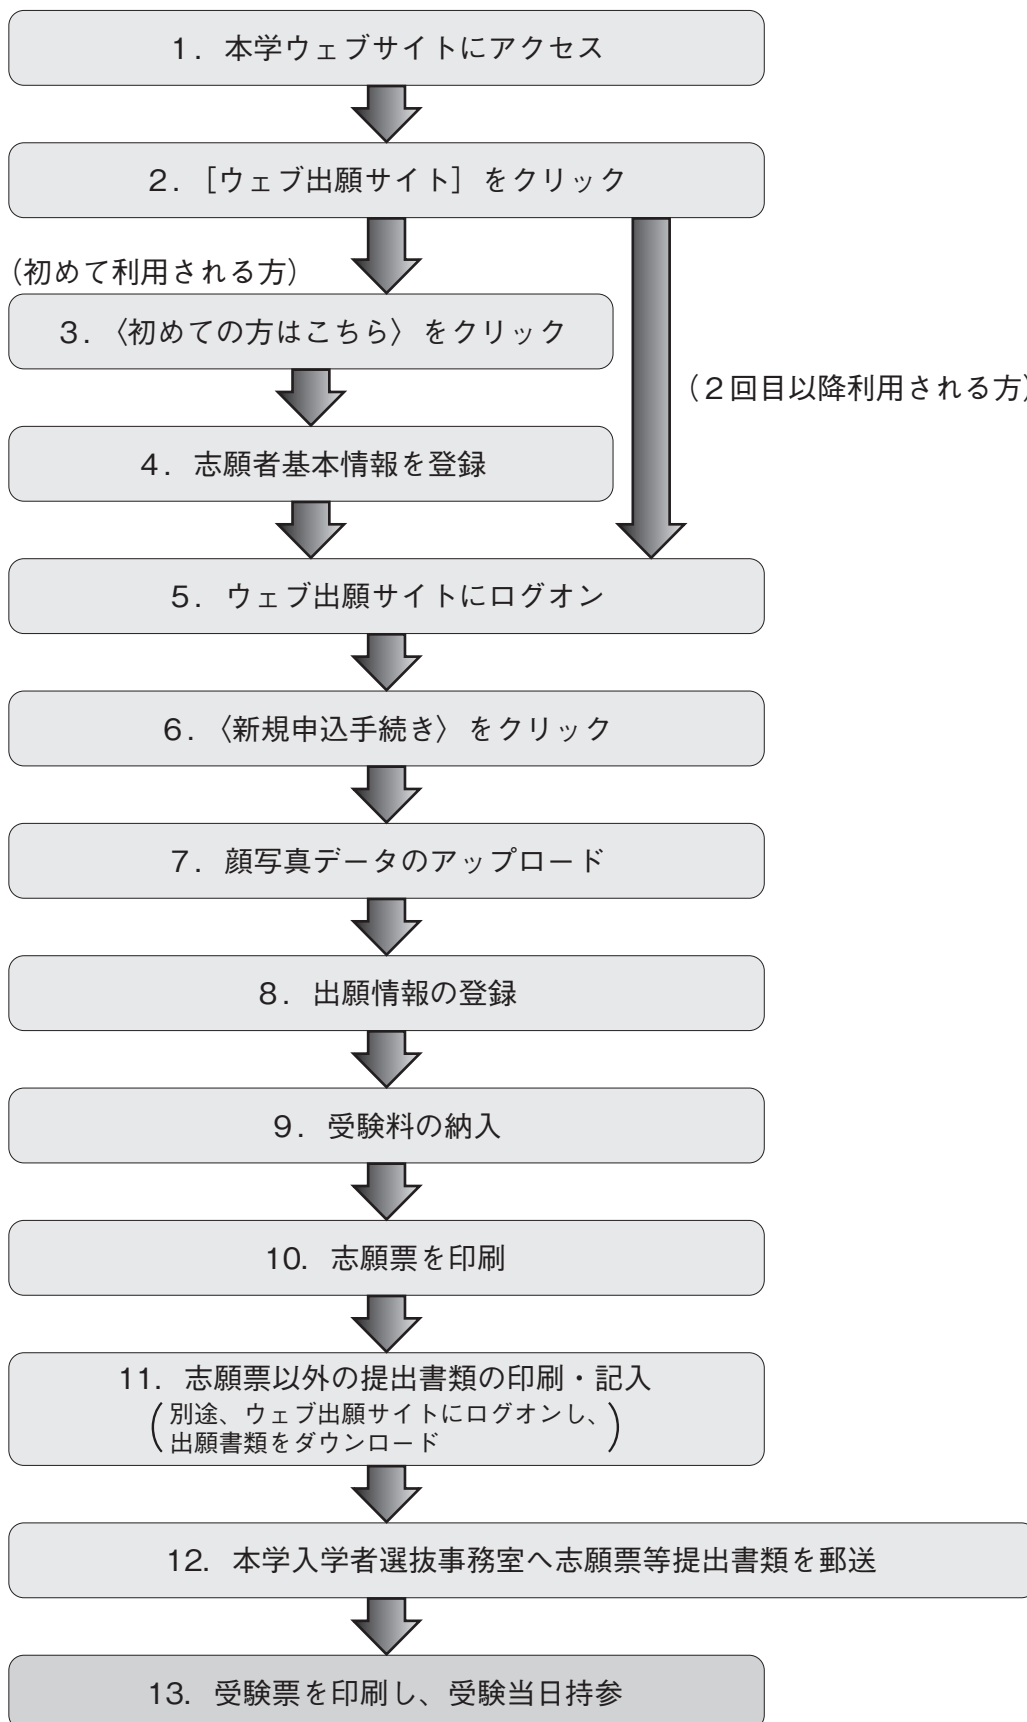 1．本学ウェブサイトにアクセス
2．［ウェブ出願サイト］をクリック
（初めて利用される方）
3．〈初めての方はこちら〉をクリック
（２回目以降利用される方）
4．志願者基本情報を登録
5．ウェブ出願サイトにログオン
6．〈新規申込手続き〉をクリック
7．顔写真データのアップロード
8．出願情報の登録
9．受験料の納入
10．志願票を印刷
11．志願票以外の提出書類の印刷・記入
（別途、ウェブ出願サイトにログオンし、
出願書類をダウンロード）
12．本学入学者選抜事務室へ志願票等提出書類を郵送
13．受験票を印刷し、受験当日持参